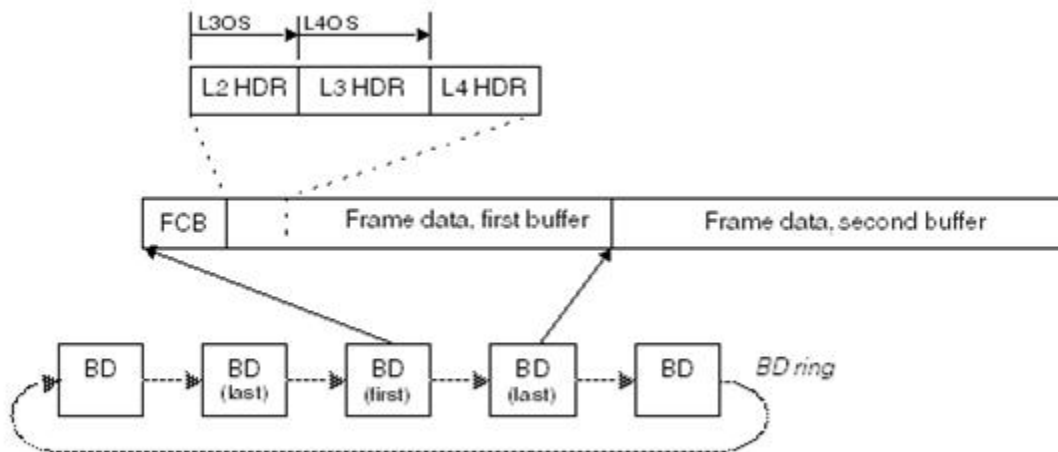 L3OS L4OS
L2 HDR L3 HDR L4 HDR
FCB Frame data, first buffer Frame data, second buffer
BD BD BD BD BD BD ring
(last) (first) (last)